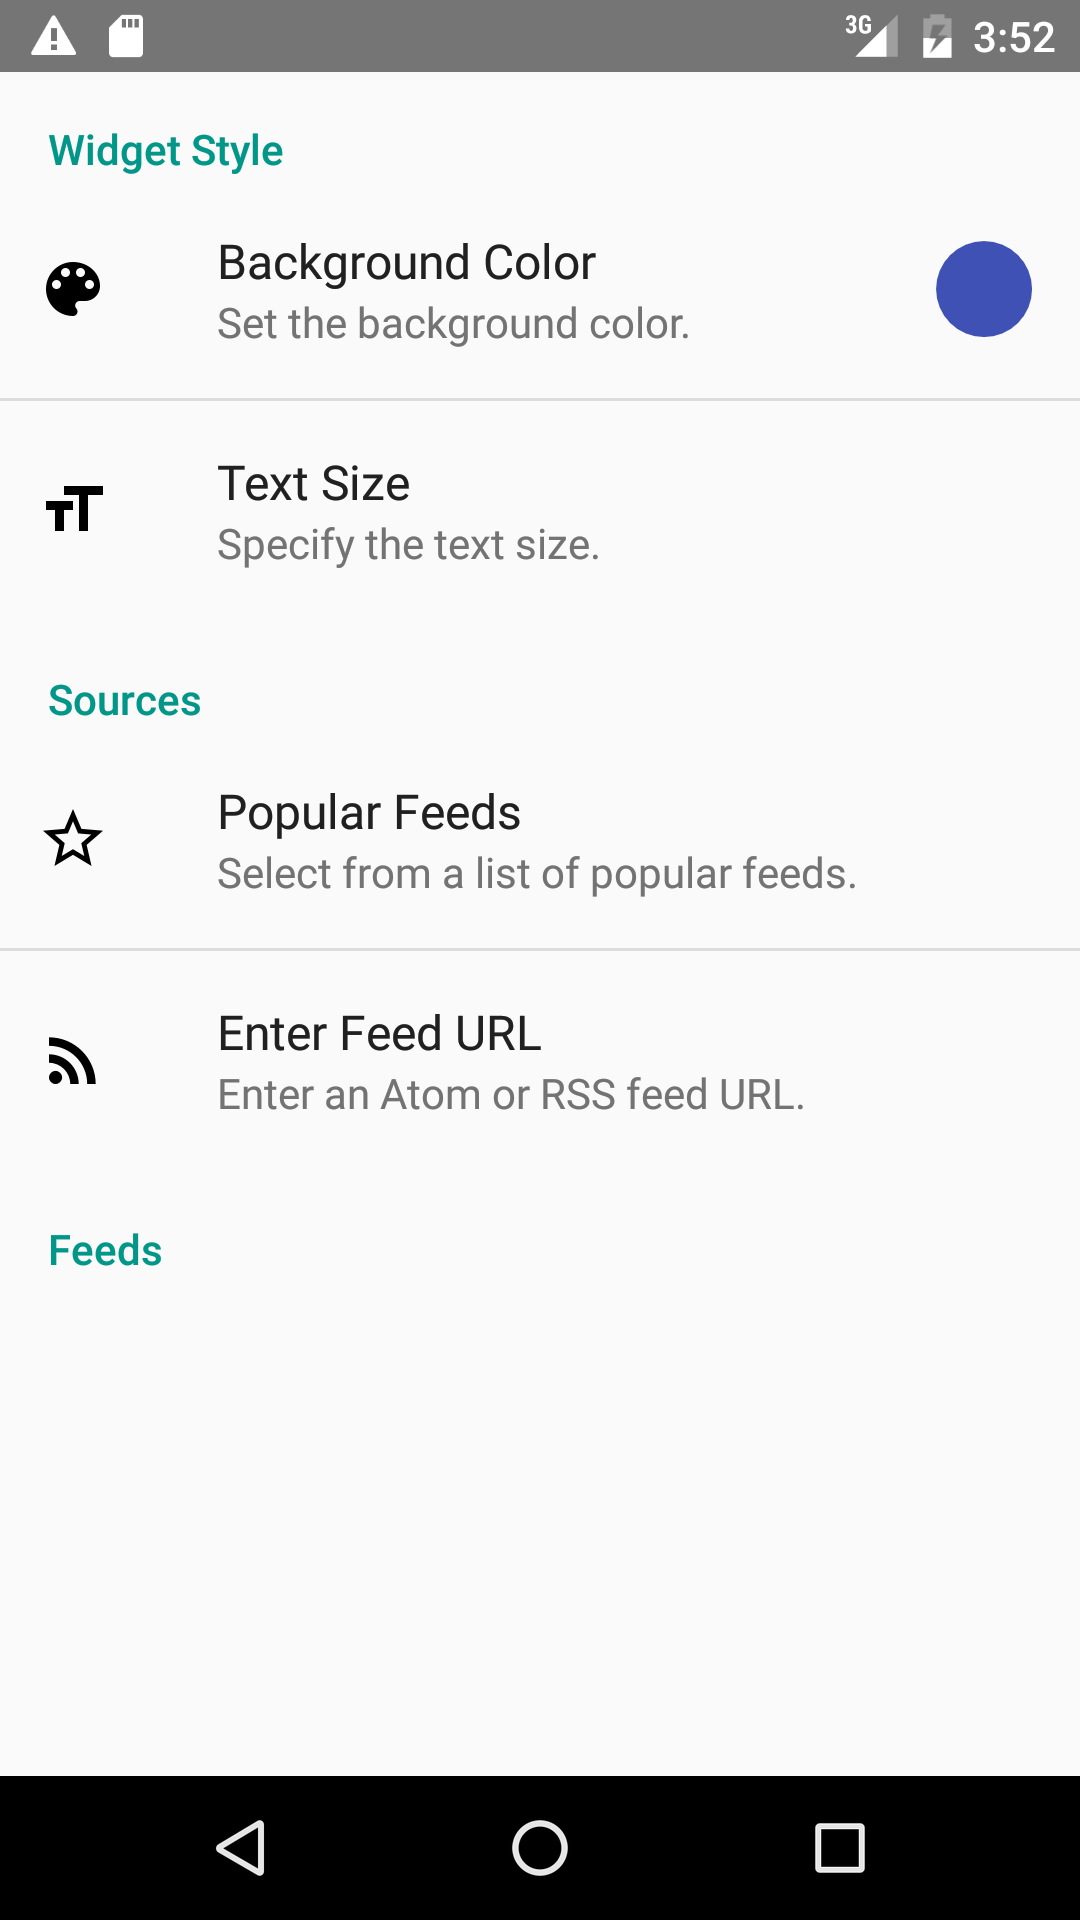 3G 3:52
Widget Style
Background Color
Set the background color.
Text Size
Specify the text size.
Sources
Popular Feeds
Select from a list of popular feeds.
Enter Feed URL
Enter an Atom or RSS feed URL.
Feeds